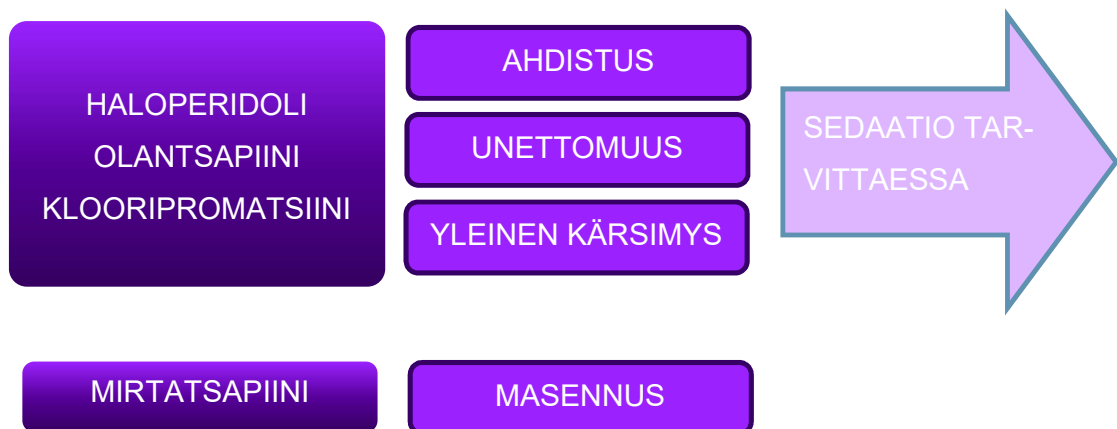 HALOPERIDOLI
OLANTSAPIINI
KLOORIPROMATSIINI
AHDISTUS
UNETTOMUUS
YLEINEN KÄRSIMYS
SEDAATIO TAR-
VITTAESSA
MIRTATSAPIINI
MASENNUS